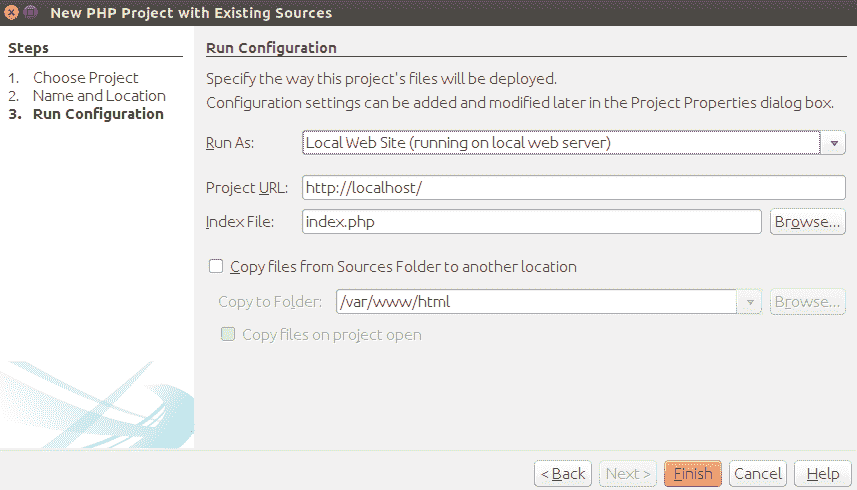 New PHP Project with Existing Sources
Steps
1. Choose Project
2. Name and Location
3. Run Configuration
Run Configuration
Specify the way this project's files will be deployed.
Configuration settings can be added and modified later in the Project Properties dialog box.
Run As: Local Web Site (running on local web server)
Project URL: http://localhost/
Index File: index.php Browse...
Copy files from Sources Folder to another location
Copy to Folder: /var/www/html Browse...
Copy files on project open
< Back Next > Finish Cancel Help